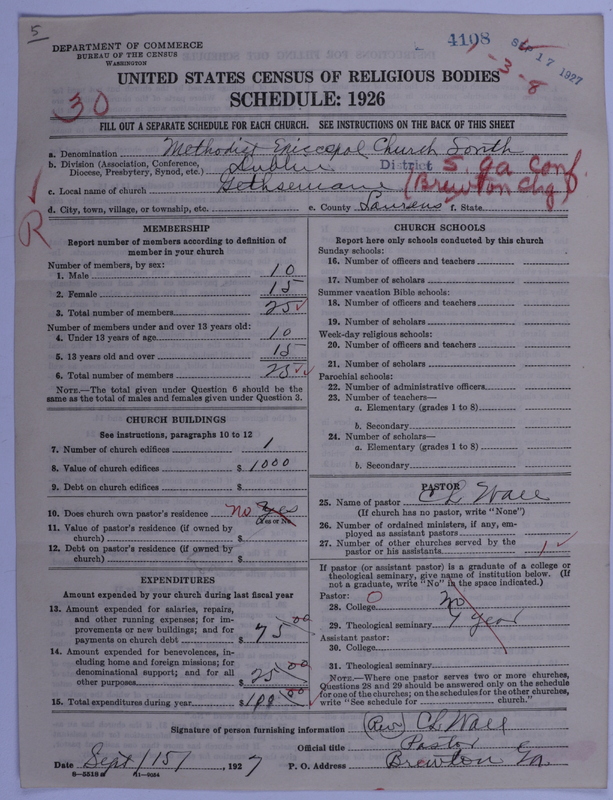 5
DEPARTMENT OF COMMERCE
BUREAU OF THE CENSUS
WASHINGTON
4108
SEP 17 1927
-3-8
UNITED STATES CENSUS OF RELIGIOUS BODIES
30
SCHEDULE: 1926
FILL OUT A SEPARATE SCHEDULE FOR EACH CHURCH. SEE INSTRUCTIONS ON THE BACK OF THIS SHEET
a. Denomination Methodist Episcopal Church South
b. Division (Association, Conference, Diocese, Presbytery, Synod, etc.) Dublin District S. Ga Conf.
c. Local name of church Gethsemane (Brewton Chg)
d. City, town, village, or township, etc. e. County Laurens f. State
R
MEMBERSHIP
Report number of members according to definition of
member in your church
Number of members, by sex:
1. Male 10
2. Female 15
3. Total number of members 25
Number of members under and over 13 years old:
4. Under 13 years of age 10
5. 13 years old and over 15
6. Total number of members 25
NOTE.—The total given under Question 6 should be the
same as the total of males and females given under Question 3.
CHURCH BUILDINGS
See instructions, paragraphs 10 to 12
7. Number of church edifices 1
8. Value of church edifices $ 1000
9. Debt on church edifices $
10. Does church own pastor's residence no Yes
Yes or No
11. Value of pastor's residence (if owned by
church) $
12. Debt on pastor's residence (if owned by
church) $
EXPENDITURES
Amount expended by your church during last fiscal year
13. Amount expended for salaries, repairs,
and other running expenses; for im-
provements or new buildings; and for
payments on church debt $ 75 00
14. Amount expended for benevolences, in-
cluding home and foreign missions; for
denominational support; and for all
other purposes $ 25 00
15. Total expenditures during year $ 100 00
CHURCH SCHOOLS
Report here only schools conducted by this church
Sunday schools:
16. Number of officers and teachers
17. Number of scholars
Summer vacation Bible schools:
18. Number of officers and teachers
19. Number of scholars
Week-day religious schools:
20. Number of officers and teachers
21. Number of scholars
Parochial schools:
22. Number of administrative officers
23. Number of teachers—
a. Elementary (grades 1 to 8)
b. Secondary
24. Number of scholars—
a. Elementary (grades 1 to 8)
b. Secondary
PASTOR
25. Name of pastor C L Wall
(If church has no pastor, write "None")
26. Number of ordained ministers, if any, em-
ployed as assistant pastors
27. Number of other churches served by the
pastor or his assistants 1
If pastor (or assistant pastor) is a graduate of a college or
theological seminary, give name of institution below. (If
not a graduate, write "No" in the space indicated.)
Pastor: O
28. College No
29. Theological seminary 1 year
Assistant pastor:
30. College
31. Theological seminary
NOTE.—Where one pastor serves two or more churches,
Questions 28 and 29 should be answered only on the schedule
for one of the churches; on the schedules for the other churches,
write "See schedule for church."
Signature of person furnishing information (Rev) C L Wall
Official title Pastor
Date Sept/15/, 1927 P. O. Address Brewton Ga.
8—5518a 11—9034